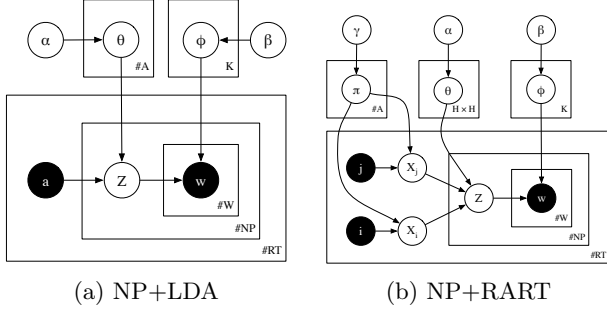 α θ ϕ β
#A K
a Z w
#W
#NP
#RT
(a) NP+LDA
γ α β
π θ ϕ
#A H × H K
j X_j
Z w
#W
i X_i
#NP
#RT
(b) NP+RART